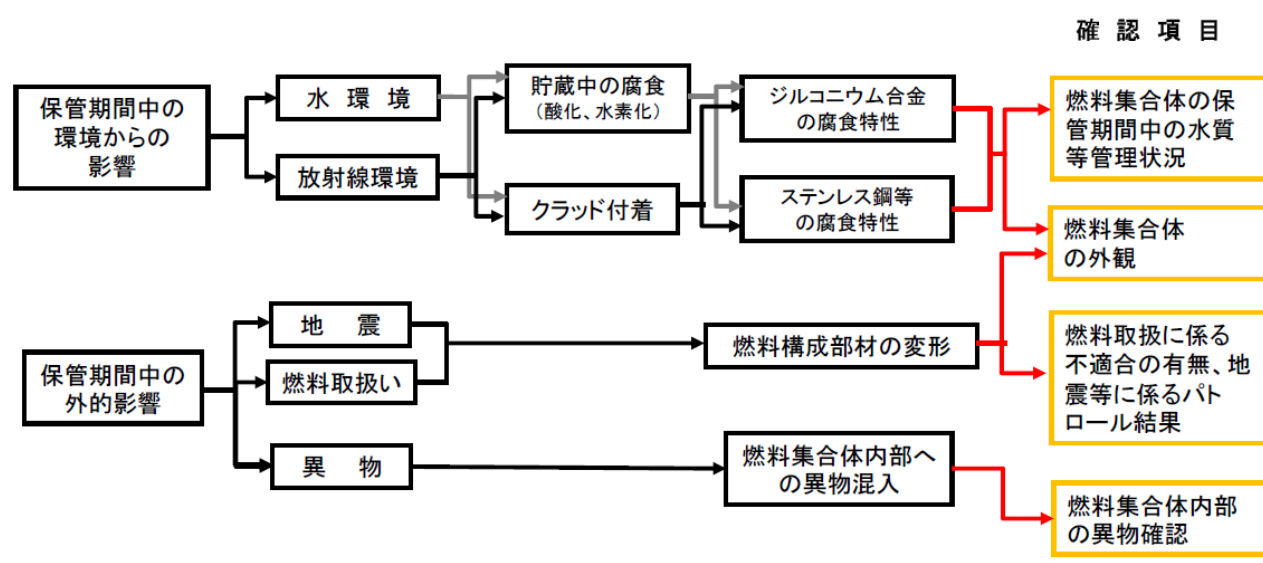 確 認 項 目
保管期間中の
環境からの
影響
水 環 境
放射線環境
貯蔵中の腐食
（酸化、水素化）
クラッド付着
ジルコニウム合金
の腐食特性
ステンレス鋼等
の腐食特性
燃料集合体の保
管期間中の水質
等管理状況
燃料集合体
の外観
保管期間中の
外的影響
地 震
燃料取扱い
異 物
燃料構成部材の変形
燃料集合体内部へ
の異物混入
燃料取扱に係る
不適合の有無、地
震等に係るパト
ロール結果
燃料集合体内部
の異物確認